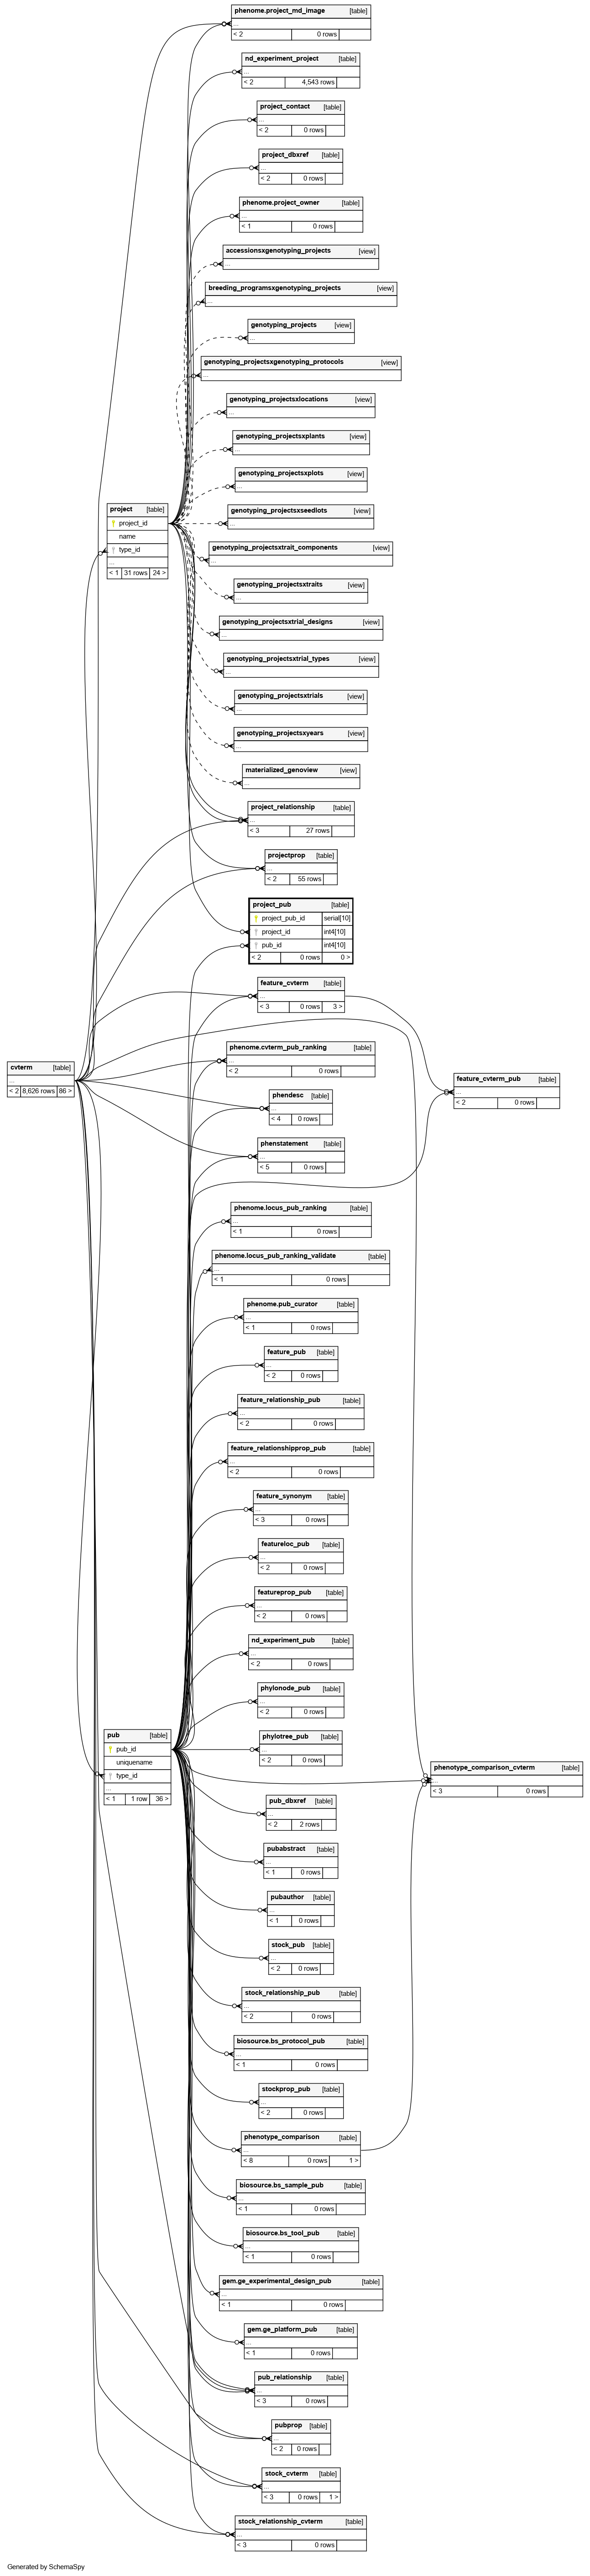 phenome.project_md_image [table]
...
< 2 0 rows
nd_experiment_project [table]
...
< 2 4,543 rows
project_contact [table]
...
< 2 0 rows
project_dbxref [table]
...
< 2 0 rows
phenome.project_owner [table]
...
< 1 0 rows
accessionsxgenotyping_projects [view]
...
breeding_programsxgenotyping_projects [view]
...
genotyping_projects [view]
...
genotyping_projectsxgenotyping_protocols [view]
...
genotyping_projectsxlocations [view]
...
genotyping_projectsxplants [view]
...
genotyping_projectsxplots [view]
...
genotyping_projectsxseedlots [view]
...
project [table]
project_id
name
type_id
...
< 1 31 rows 24 >
genotyping_projectsxtrait_components [view]
...
genotyping_projectsxtraits [view]
...
genotyping_projectsxtrial_designs [view]
...
genotyping_projectsxtrial_types [view]
...
genotyping_projectsxtrials [view]
...
genotyping_projectsxyears [view]
...
materialized_genoview [view]
...
project_relationship [table]
...
< 3 27 rows
projectprop [table]
...
< 2 55 rows
project_pub [table]
project_pub_id serial[10]
project_id int4[10]
pub_id int4[10]
< 2 0 rows 0 >
feature_cvterm [table]
...
< 3 0 rows 3 >
phenome.cvterm_pub_ranking [table]
...
< 2 0 rows
cvterm [table]
...
< 2 8,626 rows 86 >
feature_cvterm_pub [table]
...
< 2 0 rows
phendesc [table]
...
< 4 0 rows
phenstatement [table]
...
< 5 0 rows
phenome.locus_pub_ranking [table]
...
< 1 0 rows
phenome.locus_pub_ranking_validate [table]
...
< 1 0 rows
phenome.pub_curator [table]
...
< 1 0 rows
feature_pub [table]
...
< 2 0 rows
feature_relationship_pub [table]
...
< 2 0 rows
feature_relationshipprop_pub [table]
...
< 2 0 rows
feature_synonym [table]
...
< 3 0 rows
featureloc_pub [table]
...
< 2 0 rows
featureprop_pub [table]
...
< 2 0 rows
nd_experiment_pub [table]
...
< 2 0 rows
phylonode_pub [table]
...
< 2 0 rows
pub [table]
pub_id
uniquename
type_id
...
< 1 1 row 36 >
phylotree_pub [table]
...
< 2 0 rows
phenotype_comparison_cvterm [table]
...
< 3 0 rows
pub_dbxref [table]
...
< 2 2 rows
pubabstract [table]
...
< 1 0 rows
pubauthor [table]
...
< 1 0 rows
stock_pub [table]
...
< 2 0 rows
stock_relationship_pub [table]
...
< 2 0 rows
biosource.bs_protocol_pub [table]
...
< 1 0 rows
stockprop_pub [table]
...
< 2 0 rows
phenotype_comparison [table]
...
< 8 0 rows 1 >
biosource.bs_sample_pub [table]
...
< 1 0 rows
biosource.bs_tool_pub [table]
...
< 1 0 rows
gem.ge_experimental_design_pub [table]
...
< 1 0 rows
gem.ge_platform_pub [table]
...
< 1 0 rows
pub_relationship [table]
...
< 3 0 rows
pubprop [table]
...
< 2 0 rows
stock_cvterm [table]
...
< 3 0 rows 1 >
stock_relationship_cvterm [table]
...
< 3 0 rows
Generated by SchemaSpy